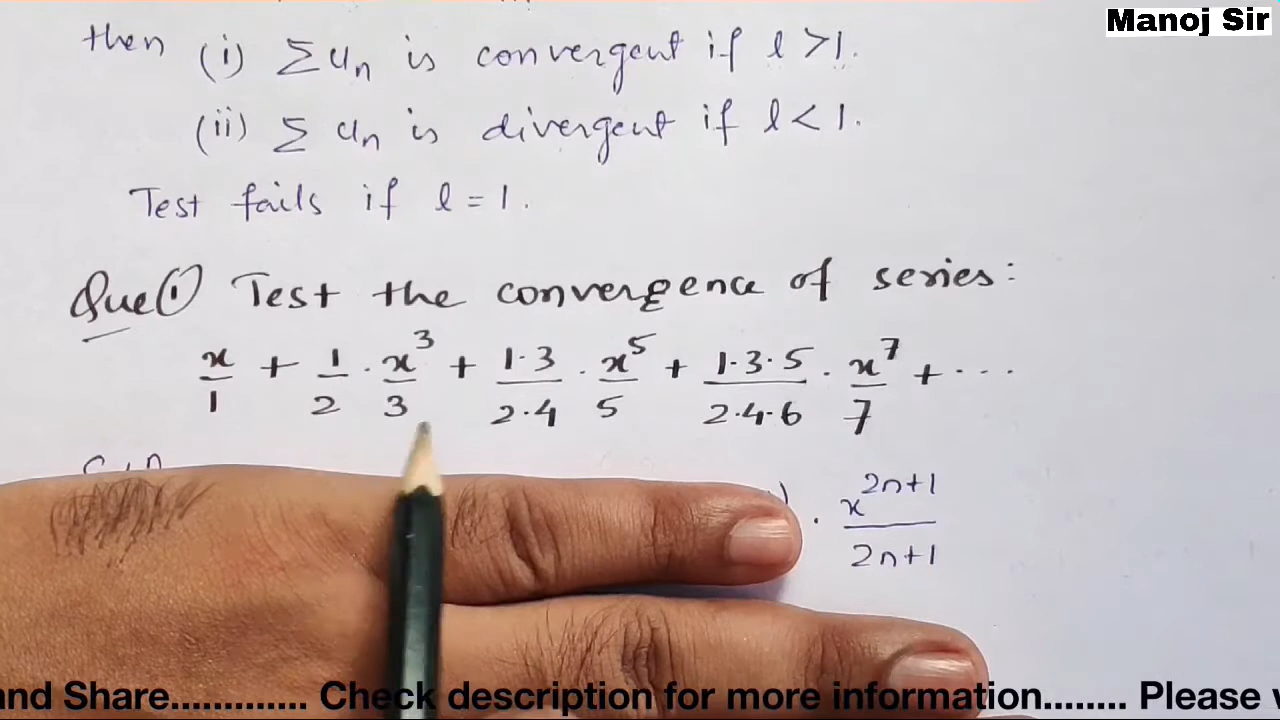 Manoj Sir
then (i) Σ un is convergent if l > 1.
(ii) Σ un is divergent if l < 1.
Test fails if l = 1.
Que① Test the convergence of series:
x/1 + 1/2 · x³/3 + 1·3/2·4 · x⁵/5 + 1·3·5/2·4·6 · x⁷/7 + ...
) · x^2n+1/2n+1
and Share............. Check description for more information........ Please